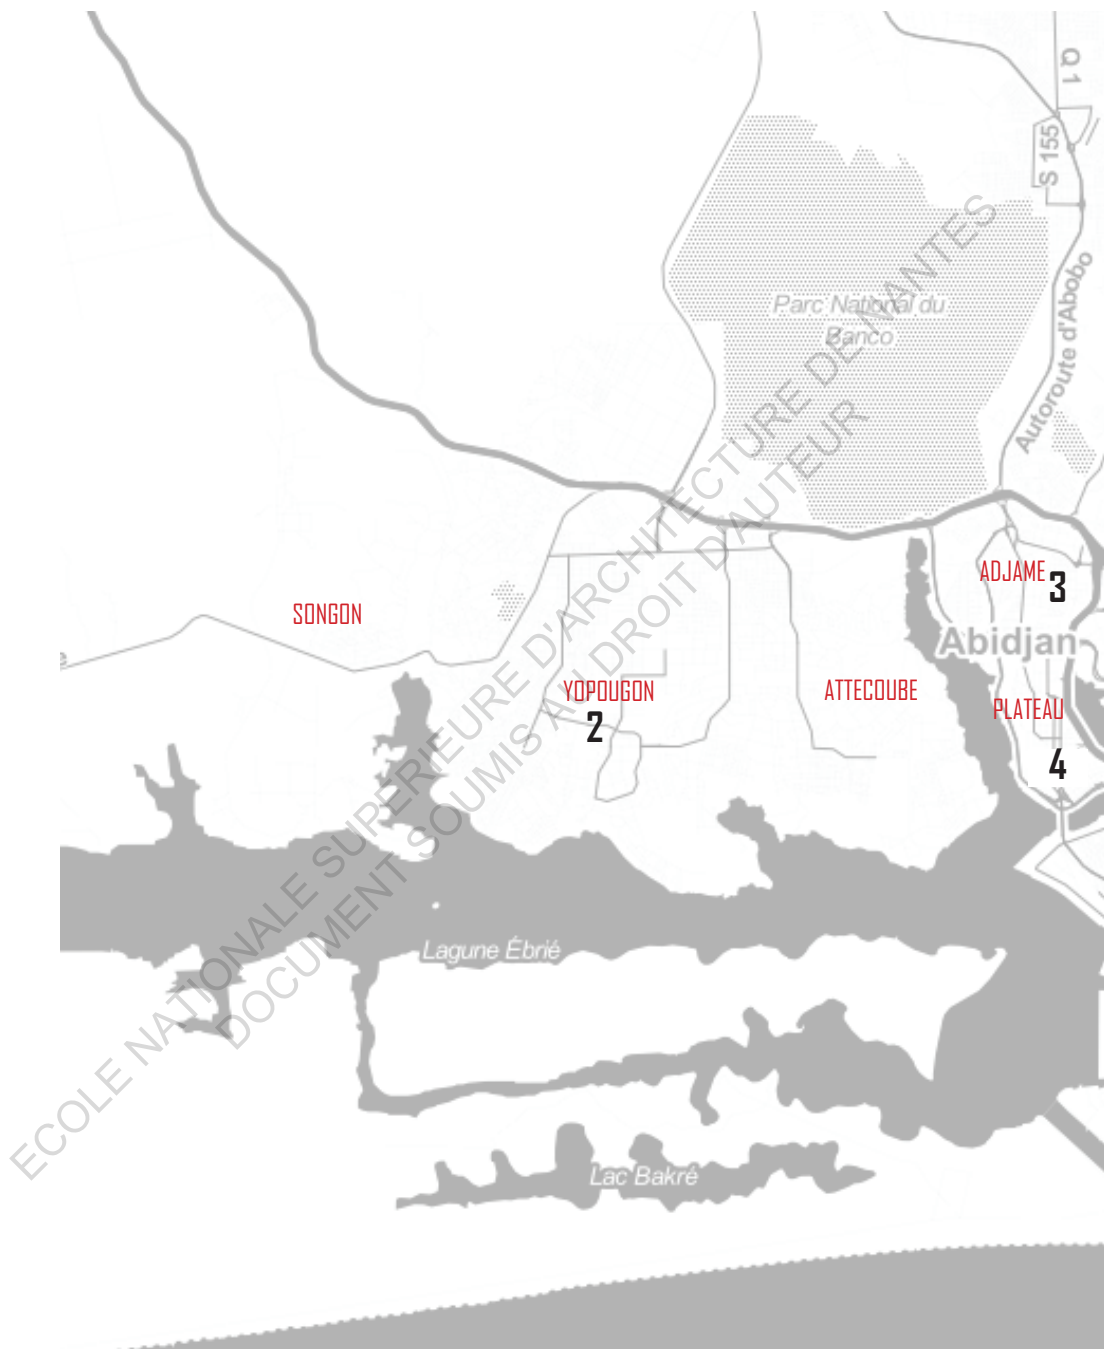 Q 1
S 155
Parc National du
Banco
Autoroute d'Abobo
ADJAME
3
SONGON
Abidjan
YOPOUGON
2
ATTECOUBE
PLATEAU
4
Lagune Ébrié
Lac Bakré
ECOLE NATIONALE SUPERIEURE D'ARCHITECTURE DE NANTES
DOCUMENT SOUMIS AU DROIT D'AUTEUR